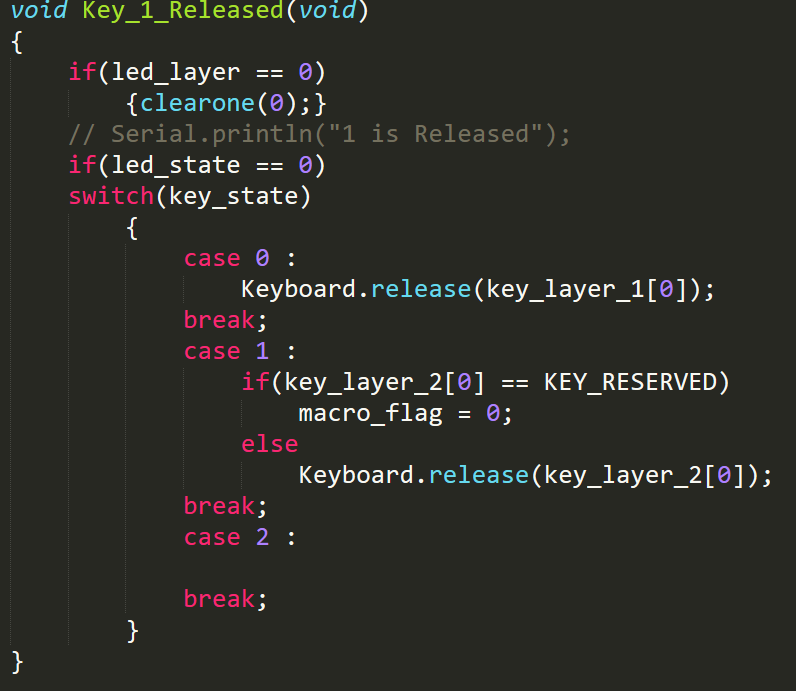 void Key_1_Released(void)
{
    if(led_layer == 0)
        {clearone(0);}
    // Serial.println("1 is Released");
    if(led_state == 0)
    switch(key_state)
        {
            case 0 :
                Keyboard.release(key_layer_1[0]);
            break;
            case 1 :
                if(key_layer_2[0] == KEY_RESERVED)
                    macro_flag = 0;
                else
                    Keyboard.release(key_layer_2[0]);
            break;
            case 2 :

            break;
        }
}